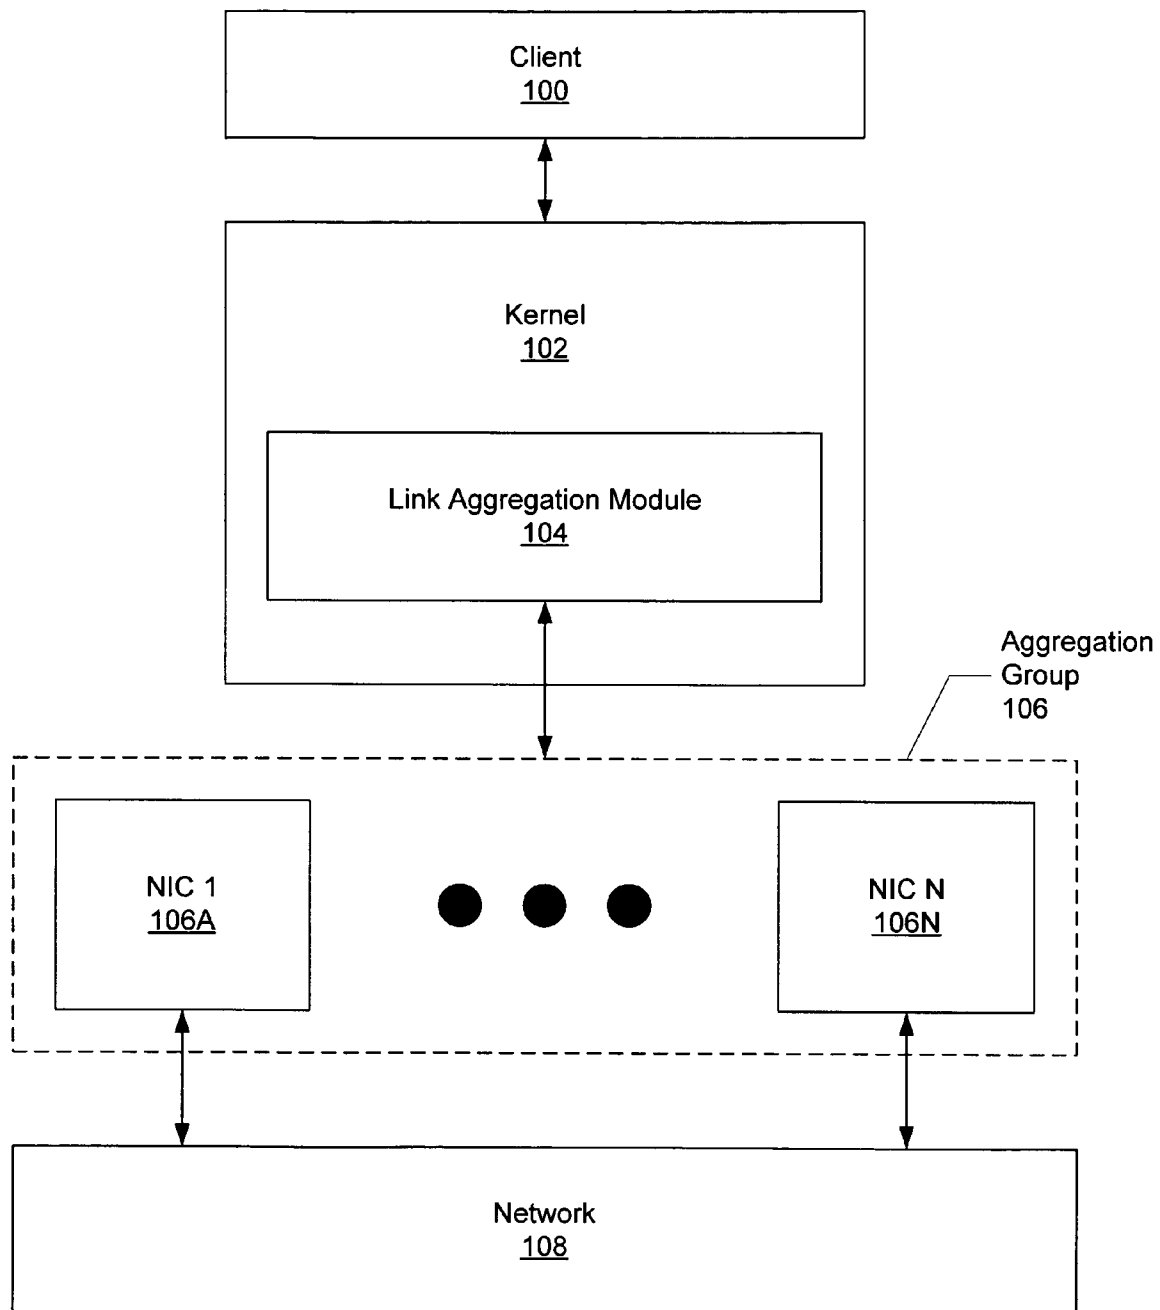 Client
100
Kernel
102
Link Aggregation Module
104
Aggregation
Group
106
NIC 1
106A
NIC N
106N
Network
108